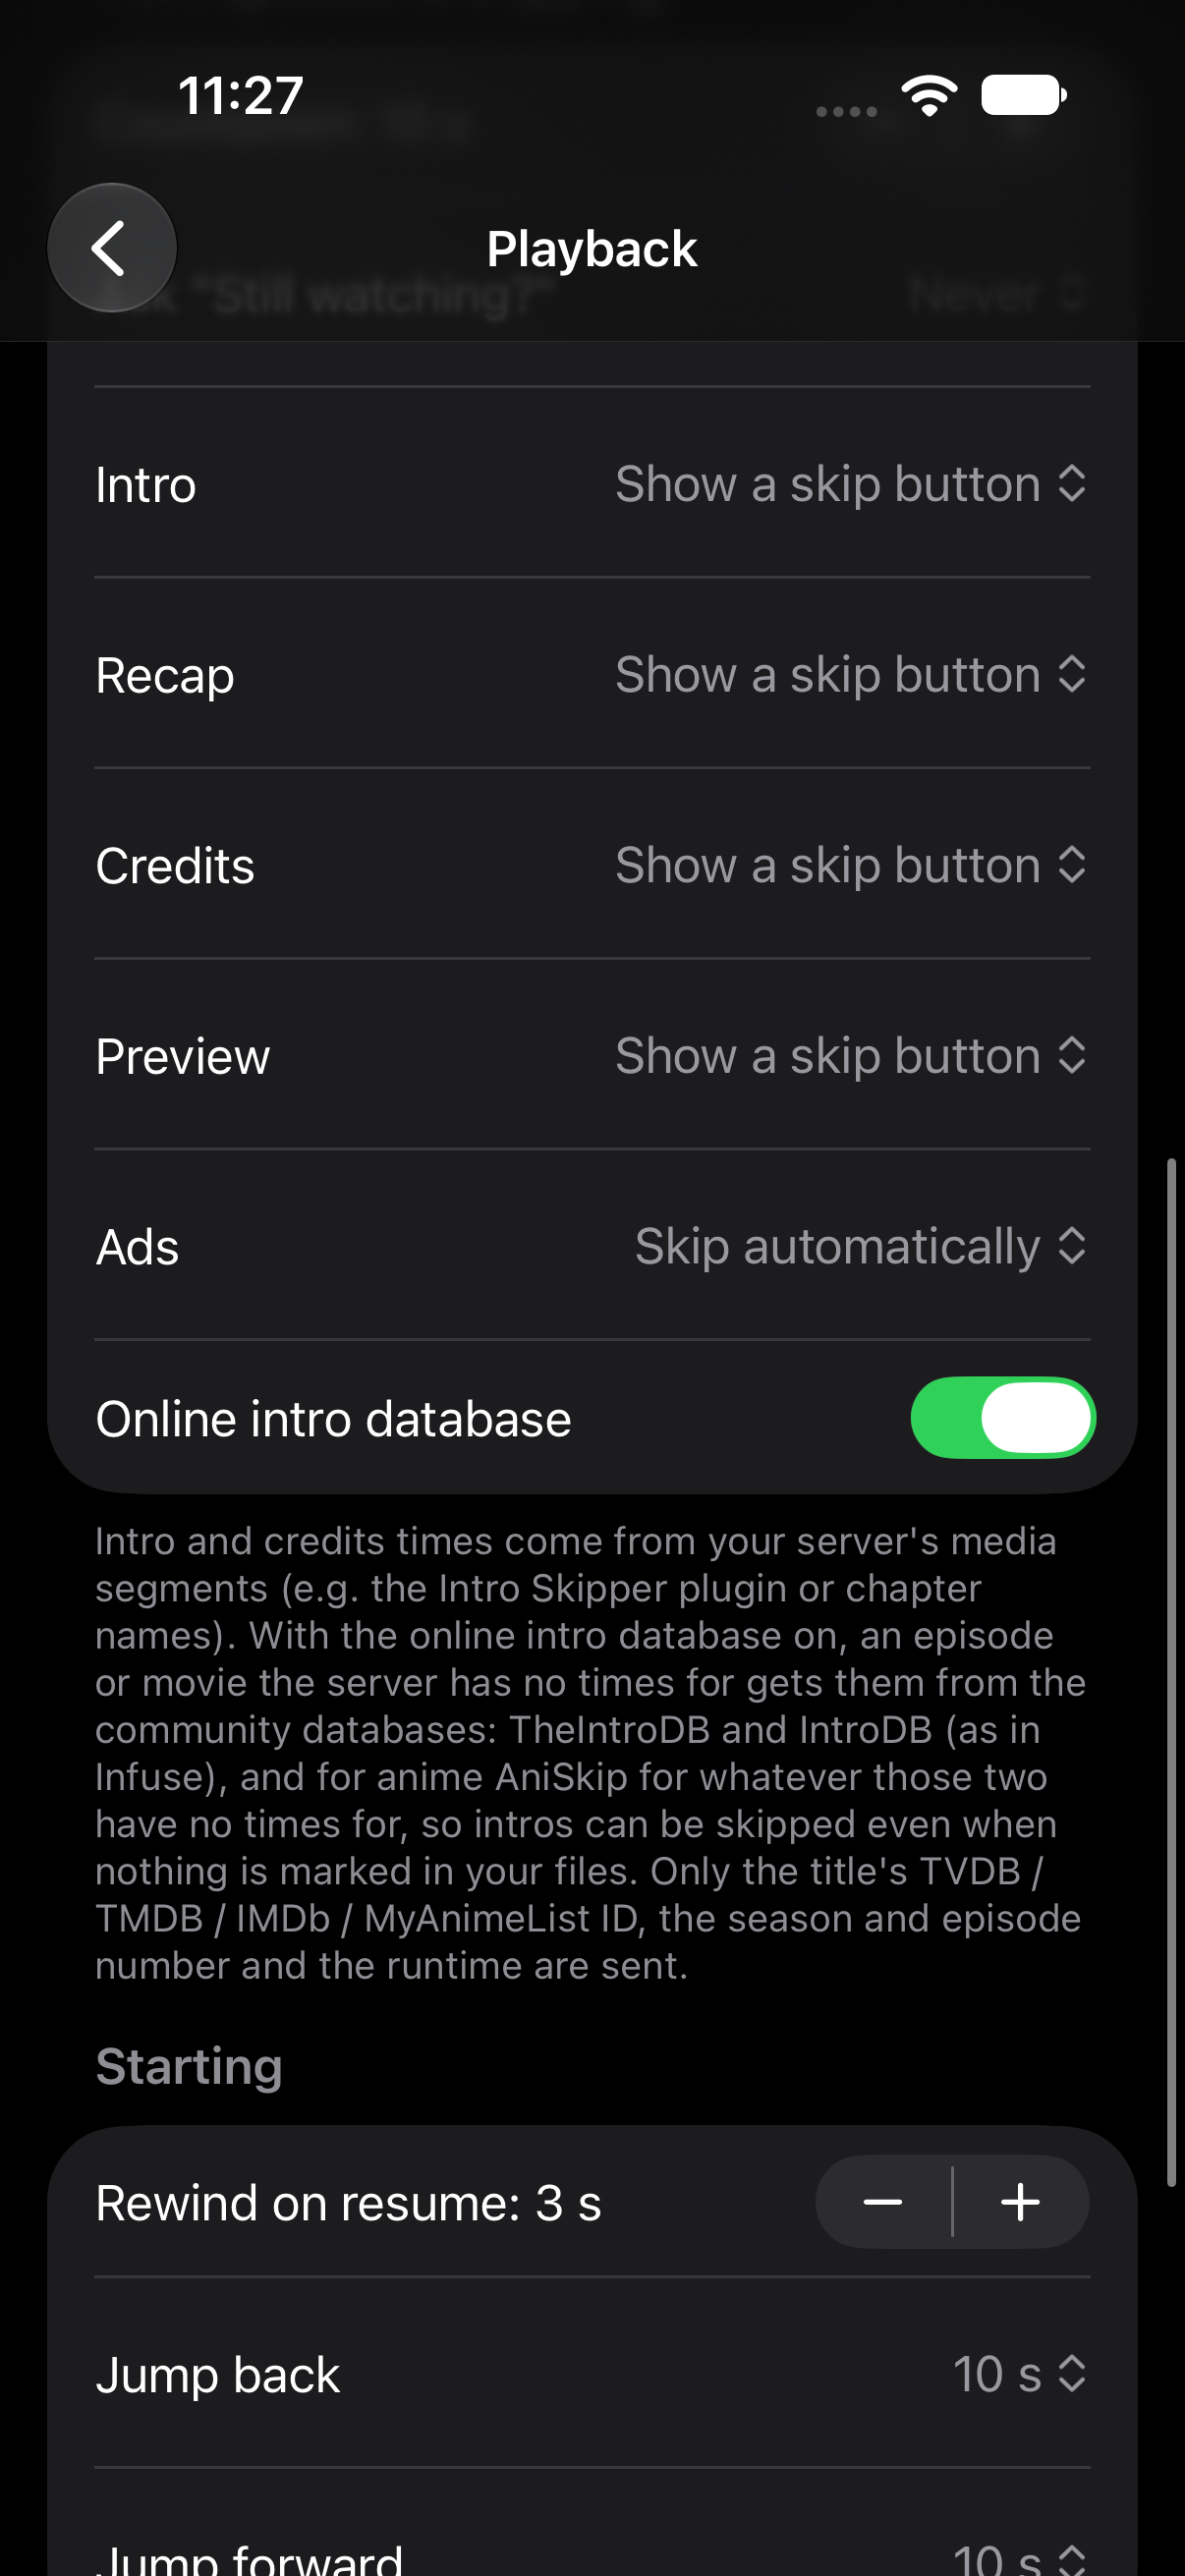 11:27
Playback
Ask "Still watching?" Never
Intro Show a skip button
Recap Show a skip button
Credits Show a skip button
Preview Show a skip button
Ads Skip automatically
Online intro database
Intro and credits times come from your server's media
segments (e.g. the Intro Skipper plugin or chapter
names). With the online intro database on, an episode
or movie the server has no times for gets them from the
community databases: TheIntroDB and IntroDB (as in
Infuse), and for anime AniSkip for whatever those two
have no times for, so intros can be skipped even when
nothing is marked in your files. Only the title's TVDB /
TMDB / IMDb / MyAnimeList ID, the season and episode
number and the runtime are sent.
Starting
Rewind on resume: 3 s
Jump back 10 s
Jump forward 10 s